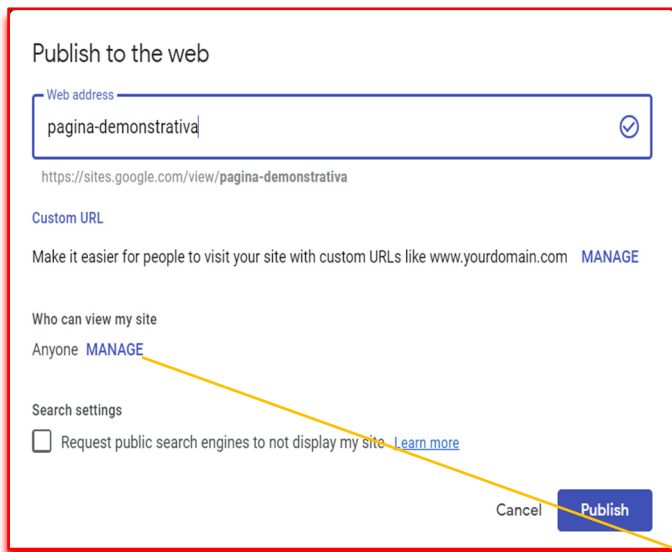 Publish to the web
Web address
pagina-demonstrativa
https://sites.google.com/view/pagina-demonstrativa
Custom URL
Make it easier for people to visit your site with custom URLs like www.yourdomain.com MANAGE
Who can view my site
Anyone MANAGE
Search settings
Request public search engines to not display my site Learn more
Cancel Publish